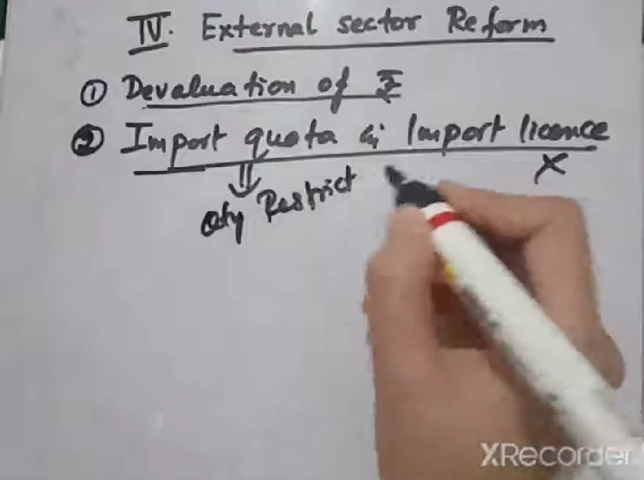 IV. External sector Reform
① Devaluation of ₹
② Import quota & Import licence
X
Qty Restrict
XRecorder